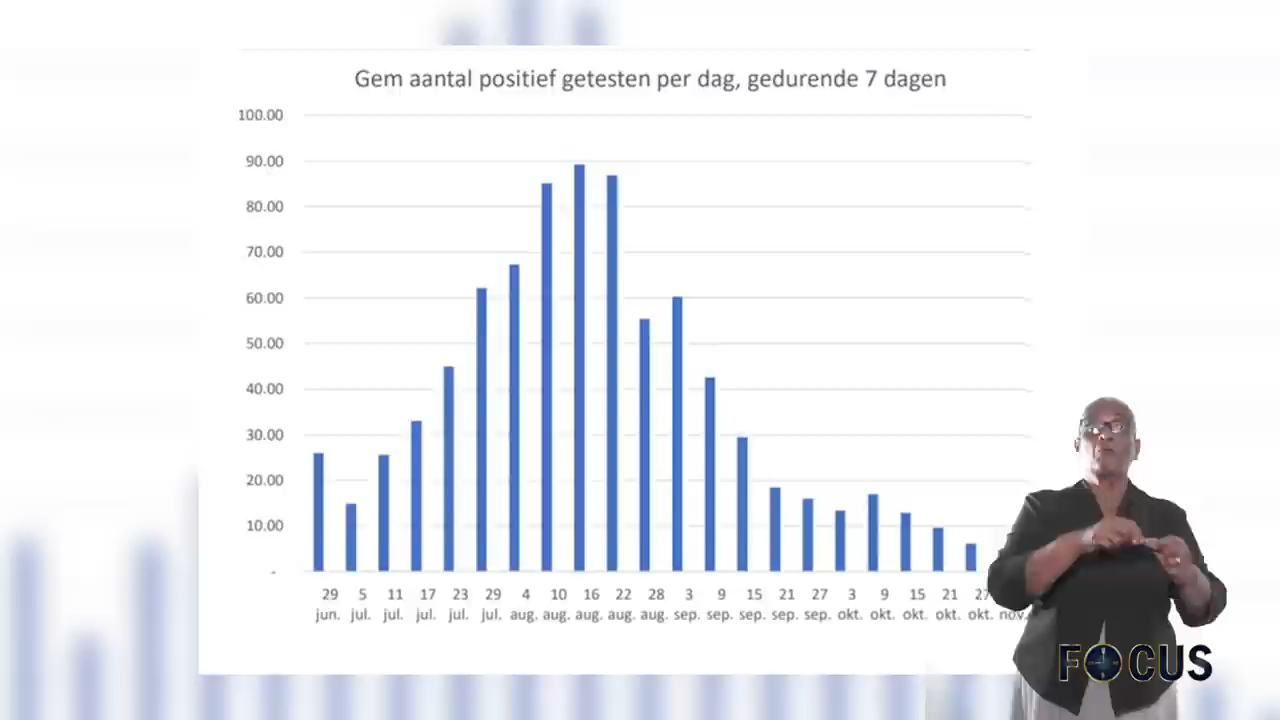 Gem aantal positief getesten per dag, gedurende 7 dagen
100.00
90.00
80.00
70.00
60.00
50.00
40.00
30.00
20.00
10.00
-
29 5 11 17 23 29 4 10 16 22 28 3 9 15 21 27 3 9 15 21 27
jun. jul. jul. jul. jul. jul. aug. aug. aug. aug. aug. sep. sep. sep. sep. sep. okt. okt. okt. okt. okt. nov.
FOCUS